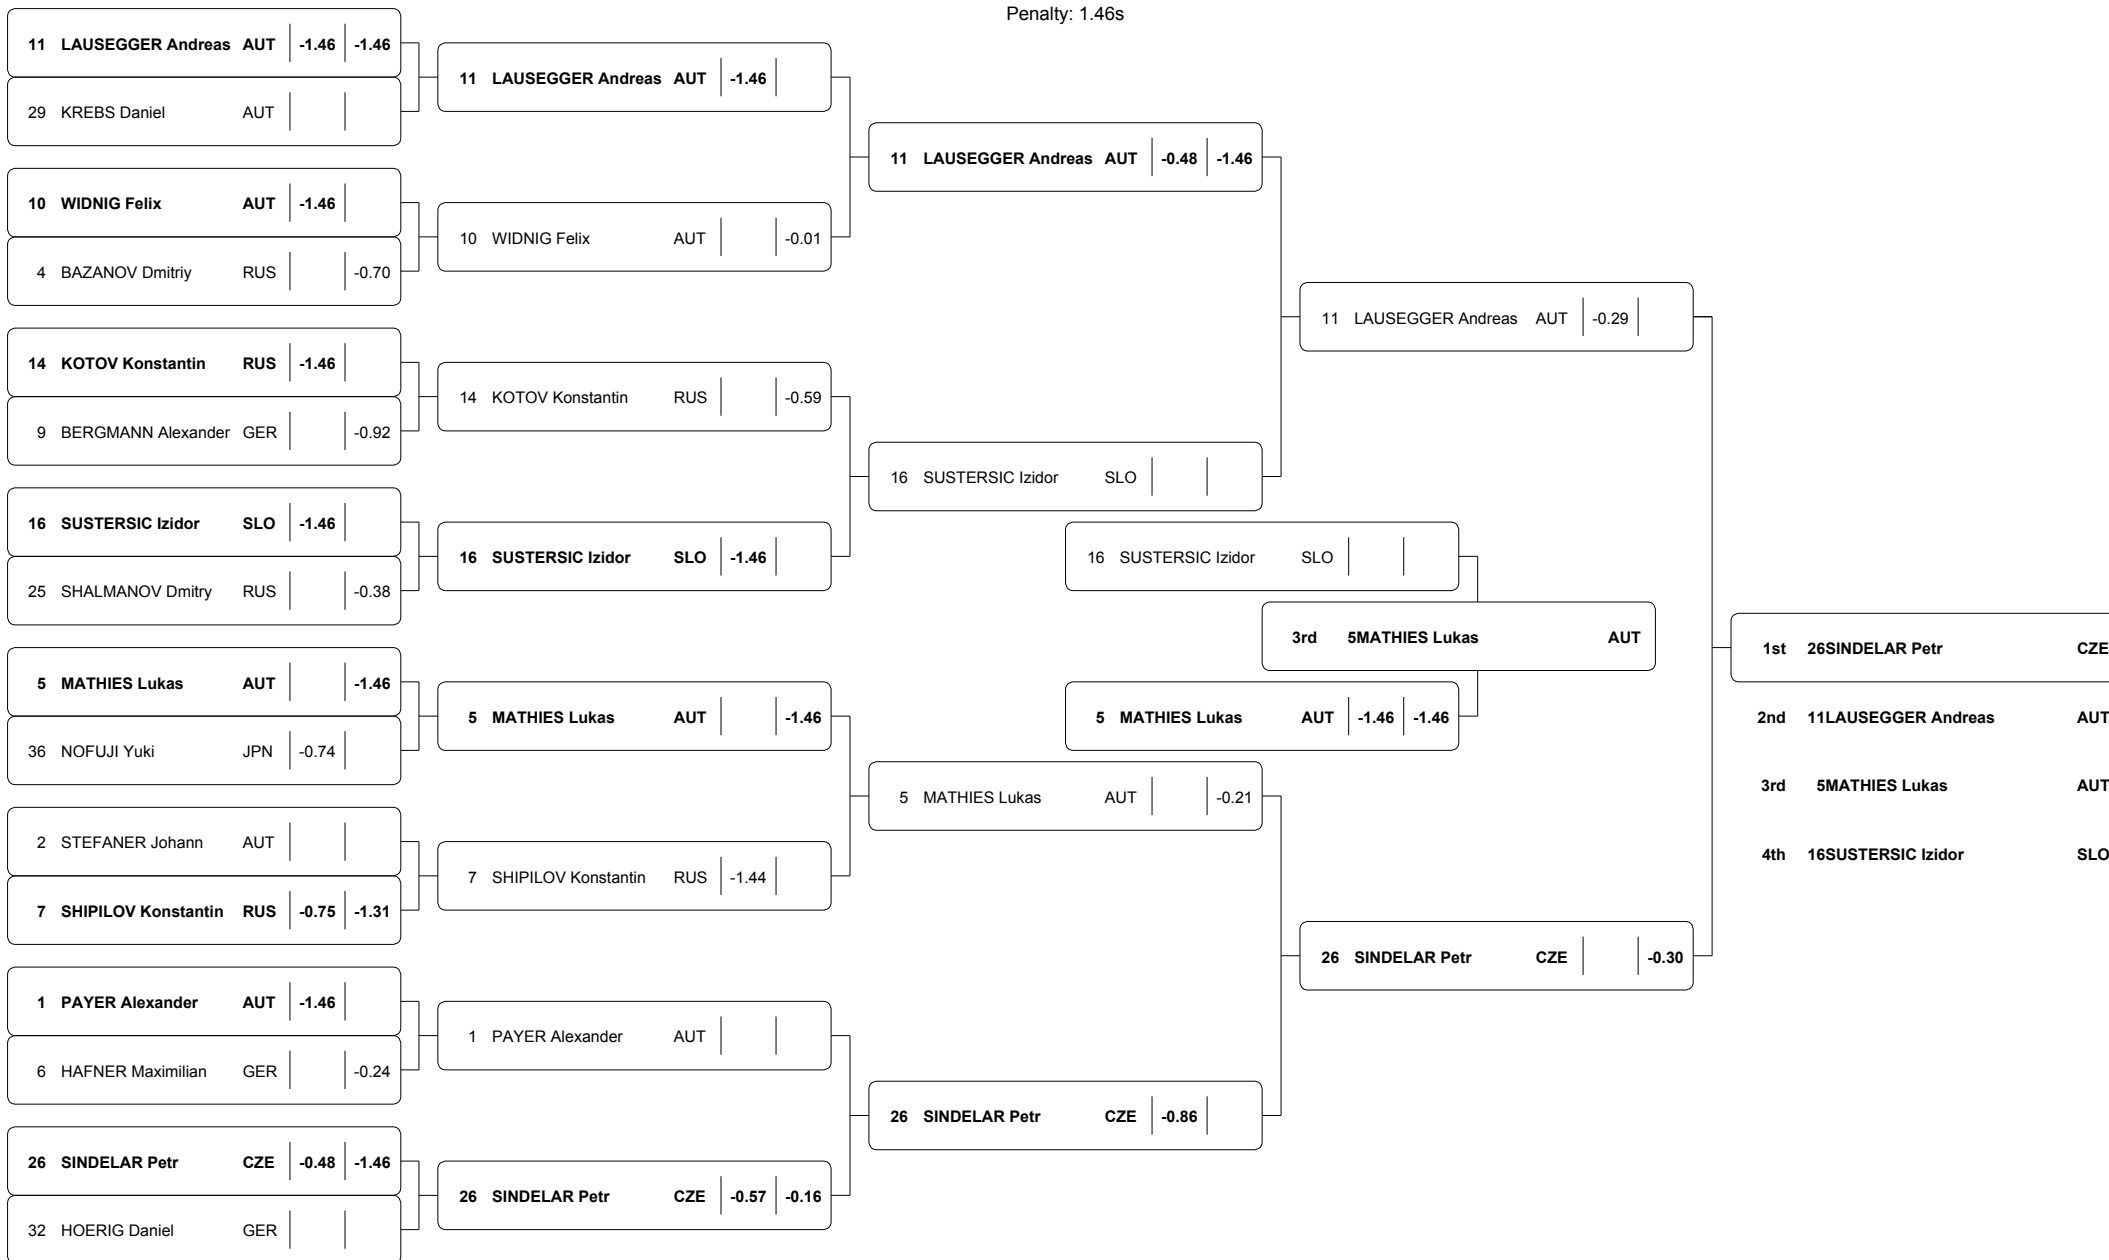 Penalty: 1.46s
11 LAUSEGGER Andreas AUT -1.46 -1.46
29 KREBS Daniel AUT
10 WIDNIG Felix AUT -1.46
4 BAZANOV Dmitriy RUS -0.70
14 KOTOV Konstantin RUS -1.46
9 BERGMANN Alexander GER -0.92
16 SUSTERSIC Izidor SLO -1.46
25 SHALMANOV Dmitry RUS -0.38
5 MATHIES Lukas AUT -1.46
36 NOFUJI Yuki JPN -0.74
2 STEFANER Johann AUT
7 SHIPILOV Konstantin RUS -0.75 -1.31
1 PAYER Alexander AUT -1.46
6 HAFNER Maximilian GER -0.24
26 SINDELAR Petr CZE -0.48 -1.46
32 HOERIG Daniel GER
11 LAUSEGGER Andreas AUT -1.46
10 WIDNIG Felix AUT -0.01
14 KOTOV Konstantin RUS -0.59
16 SUSTERSIC Izidor SLO -1.46
5 MATHIES Lukas AUT -1.46
7 SHIPILOV Konstantin RUS -1.44
1 PAYER Alexander AUT
26 SINDELAR Petr CZE -0.57 -0.16
11 LAUSEGGER Andreas AUT -0.48 -1.46
16 SUSTERSIC Izidor SLO
5 MATHIES Lukas AUT -0.21
26 SINDELAR Petr CZE -0.86
16 SUSTERSIC Izidor SLO
3rd 5MATHIES Lukas AUT
5 MATHIES Lukas AUT -1.46 -1.46
11 LAUSEGGER Andreas AUT -0.29
26 SINDELAR Petr CZE -0.30
1st 26SINDELAR Petr CZE
2nd 11LAUSEGGER Andreas AUT
3rd 5MATHIES Lukas AUT
4th 16SUSTERSIC Izidor SLO